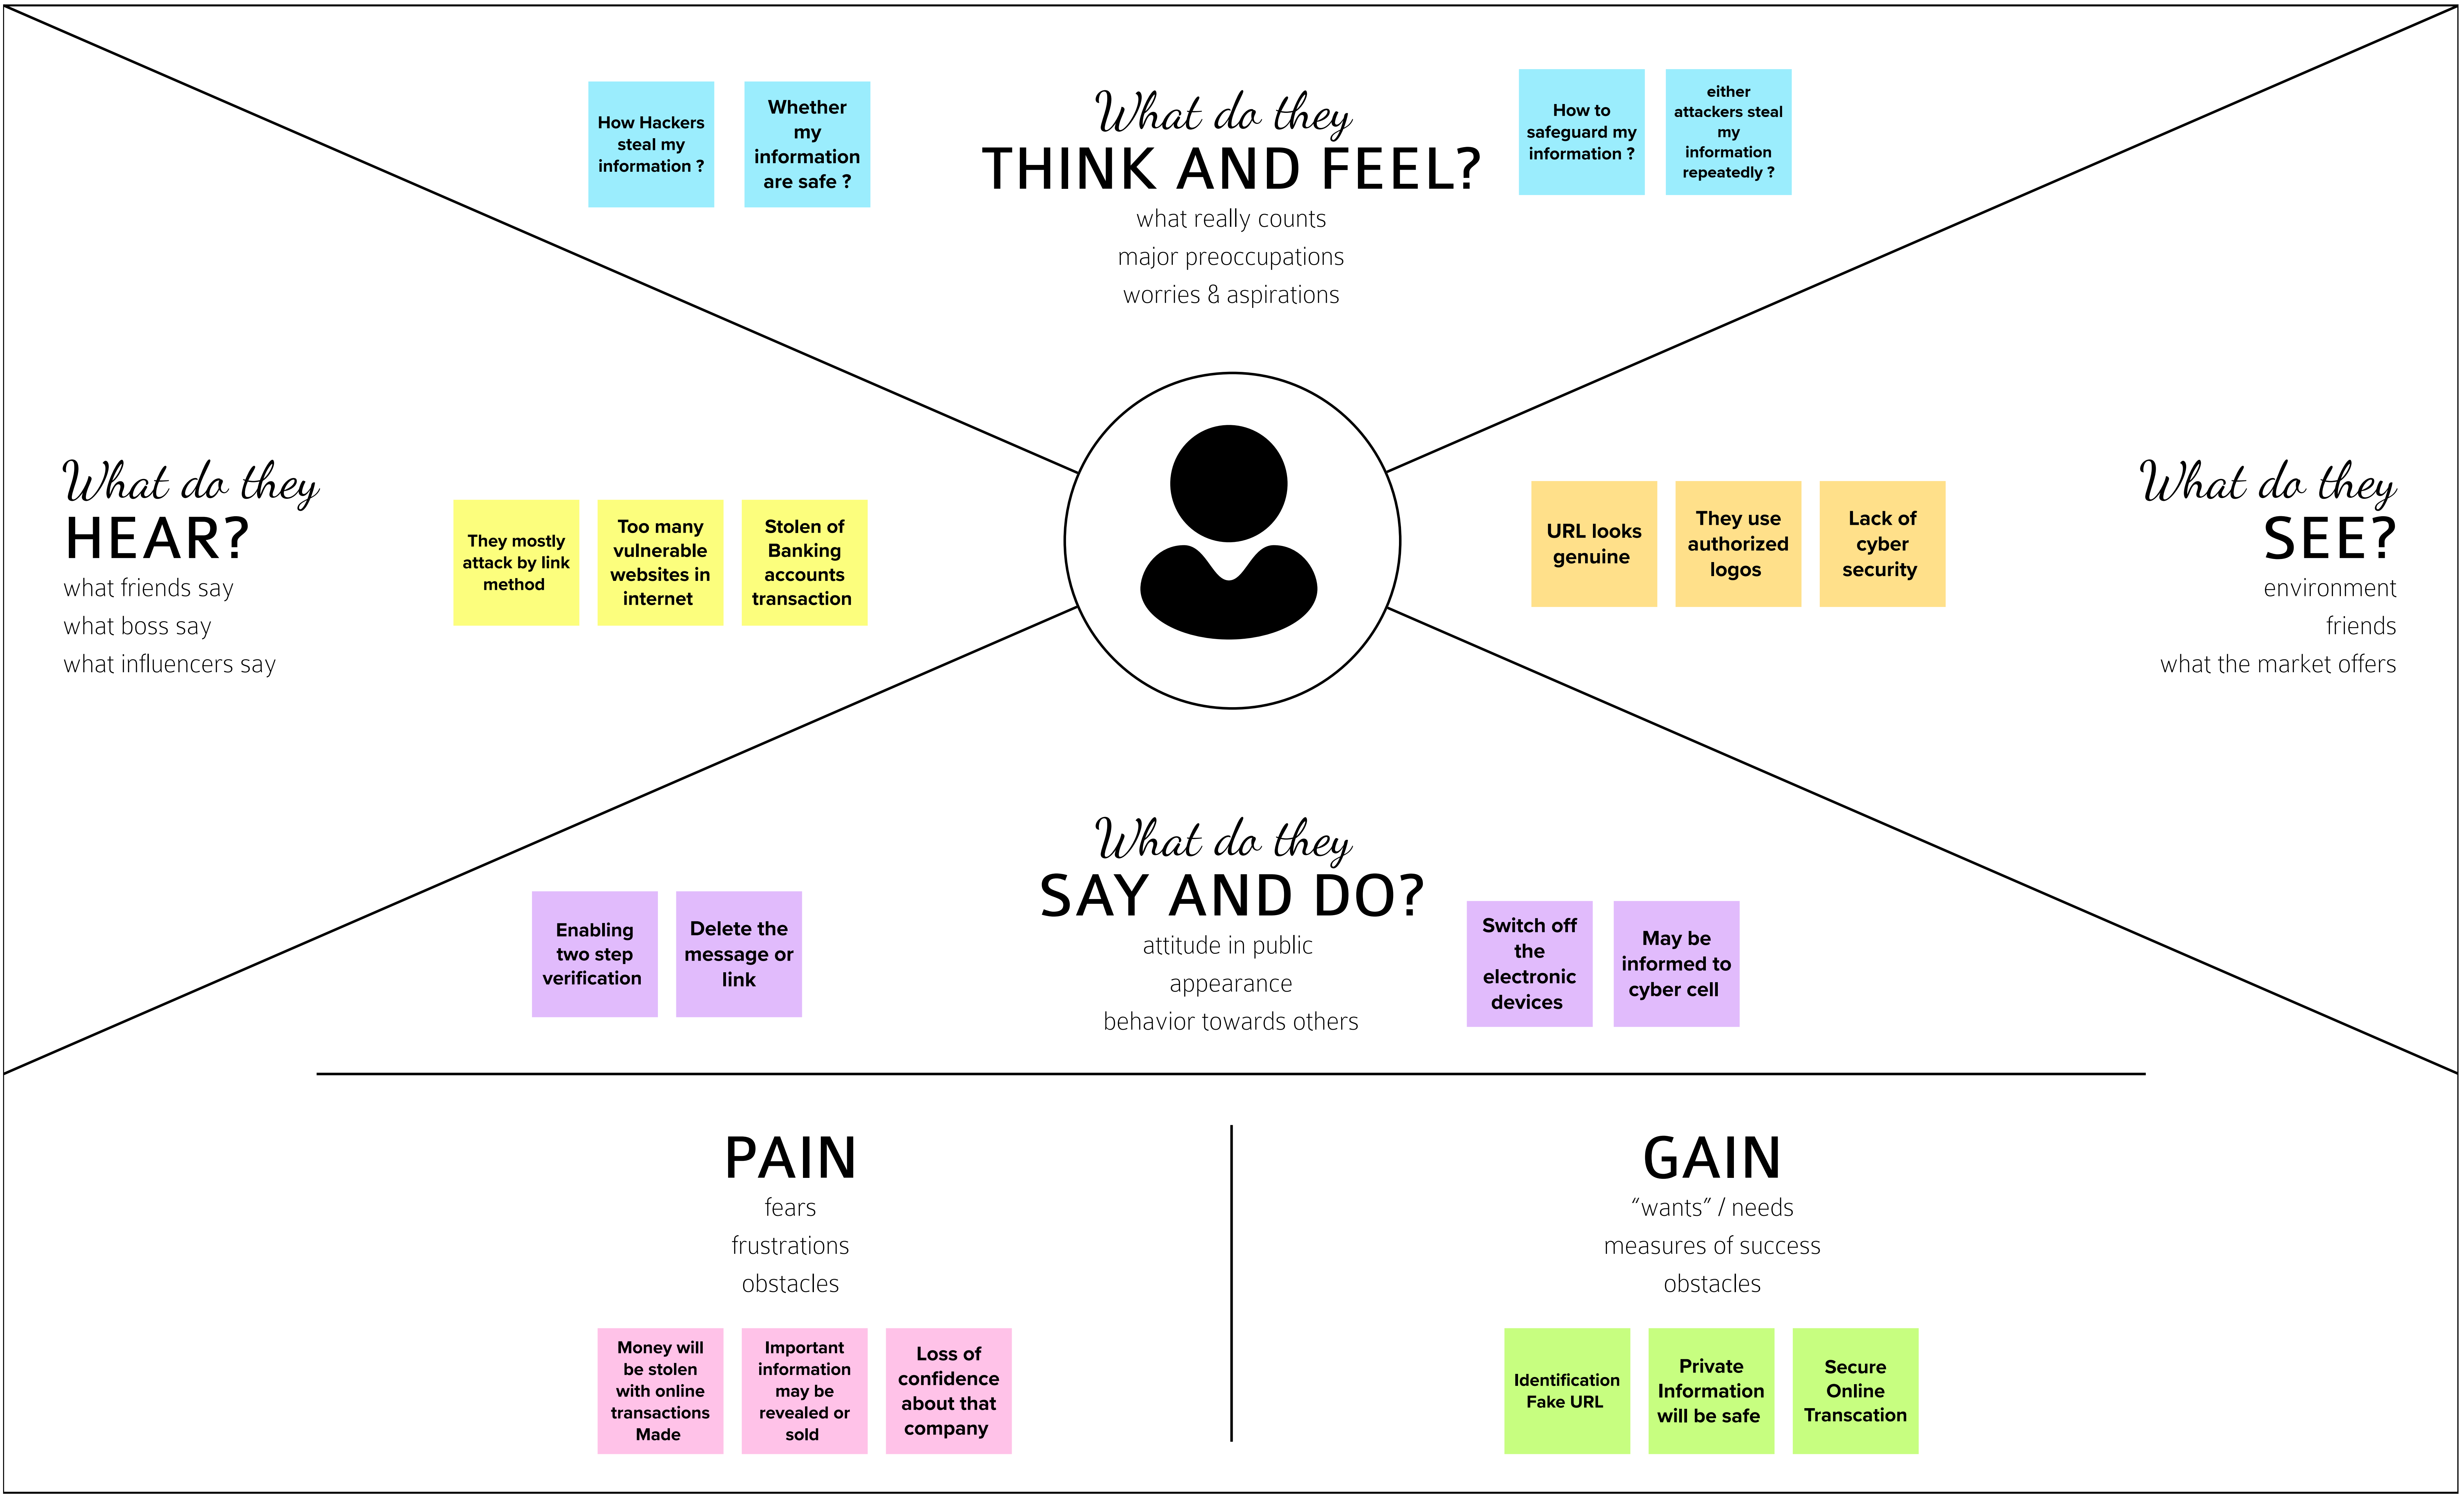 What do they
THINK AND FEEL?
what really counts
major preoccupations
worries & aspirations
How Hackers
steal my
information ?
Whether
my
information
are safe ?
How to
safeguard my
information ?
either
attackers steal
my
information
repeatedly ?
What do they
HEAR?
what friends say
what boss say
what influencers say
They mostly
attack by link
method
Too many
vulnerable
websites in
internet
Stolen of
Banking
accounts
transaction
URL looks
genuine
They use
authorized
logos
Lack of
cyber
security
What do they
SEE?
environment
friends
what the market offers
What do they
SAY AND DO?
attitude in public
appearance
behavior towards others
Enabling
two step
verification
Delete the
message or
link
Switch off
the
electronic
devices
May be
informed to
cyber cell
PAIN
fears
frustrations
obstacles
Money will
be stolen
with online
transactions
Made
Important
information
may be
revealed or
sold
Loss of
confidence
about that
company
GAIN
“wants” / needs
measures of success
obstacles
Identification
Fake URL
Private
Information
will be safe
Secure
Online
Transcation